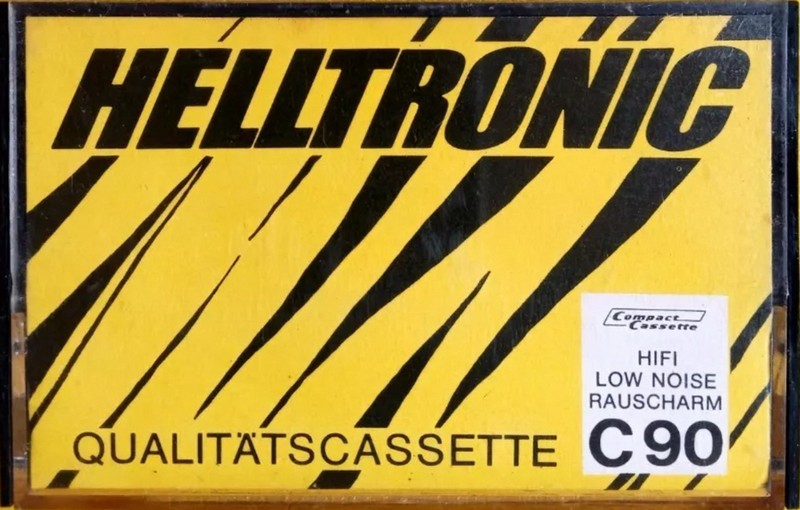 HELLTRONIC
Compact
Cassette
HIFI
LOW NOISE
RAUSCHARM
C 90
QUALITÄTSCASSETTE